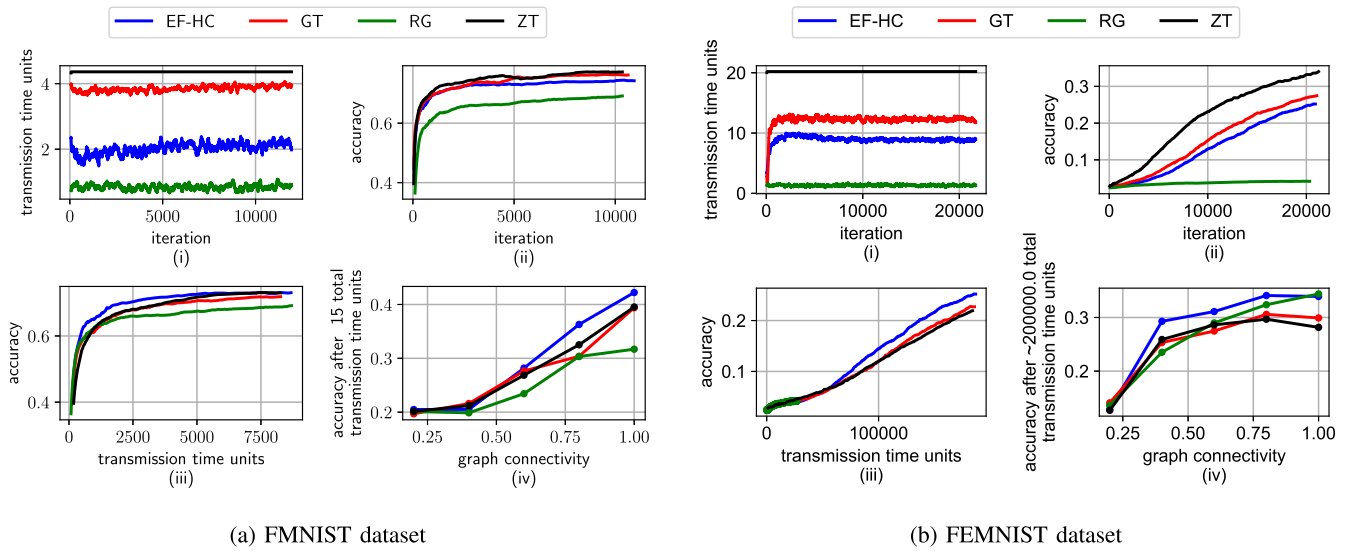 EF-HC GT RG ZT
transmission time units
4
2
0 5000 10000
iteration
(i)
accuracy
0.6
0.4
0 5000 10000
iteration
(ii)
accuracy
0.6
0.4
0 2500 5000 7500
transmission time units
(iii)
accuracy after 15 total
transmission time units
0.4
0.3
0.2
0.25 0.50 0.75 1.00
graph connectivity
(iv)
(a) FMNIST dataset
EF-HC GT RG ZT
transmission time units
20
10
0
0 10000 20000
iteration
(i)
accuracy
0.3
0.1
0 10000 20000
iteration
(ii)
accuracy
0.2
0.1
0 100000
transmission time units
(iii)
accuracy after ~200000.0 total
transmission time units
0.3
0.2
0.25 0.50 0.75 1.00
graph connectivity
(iv)
(b) FEMNIST dataset